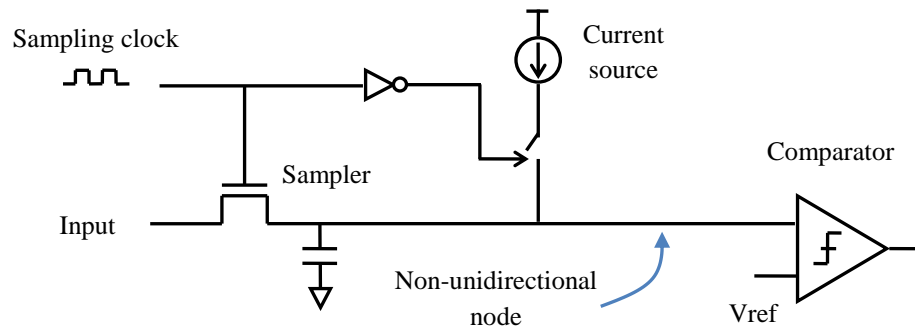 Sampling clock
Current
source
Comparator
Sampler
Input
Non-unidirectional
node
Vref